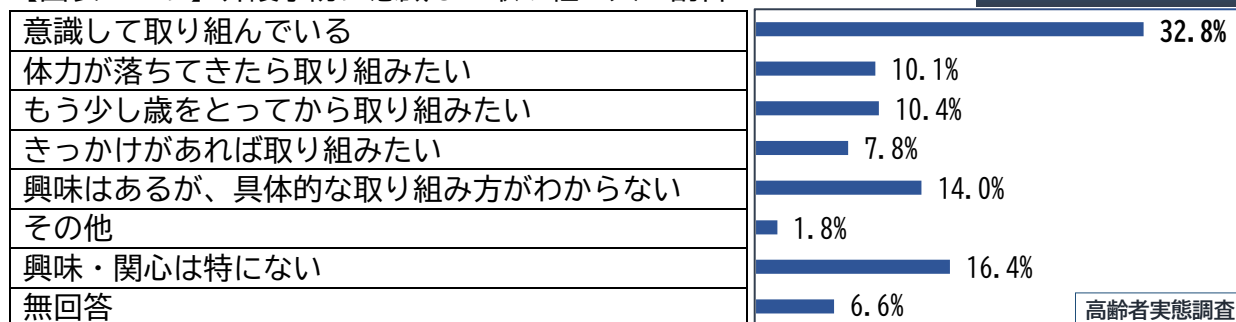 意識して取り組んでいる 32.8%
体力が落ちてきたら取り組みたい 10.1%
もう少し歳をとってから取り組みたい 10.4%
きっかけがあれば取り組みたい 7.8%
興味はあるが、具体的な取り組み方がわからない 14.0%
その他 1.8%
興味・関心は特にない 16.4%
無回答 6.6%
高齢者実態調査